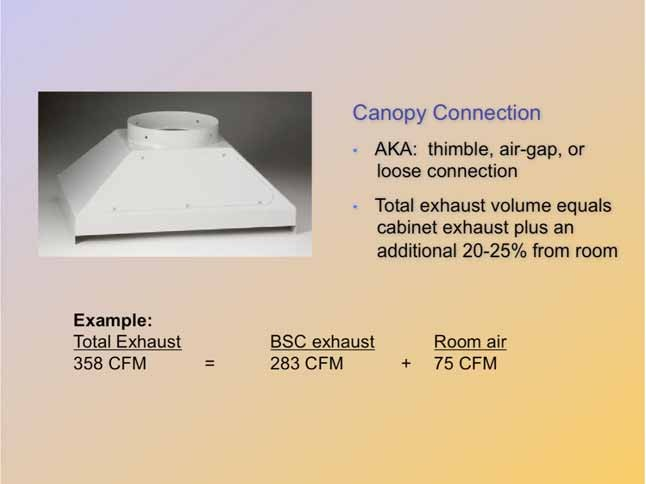 Canopy Connection
• AKA: thimble, air-gap, or
loose connection
• Total exhaust volume equals
cabinet exhaust plus an
additional 20-25% from room
Example:
Total Exhaust BSC exhaust Room air
358 CFM = 283 CFM + 75 CFM